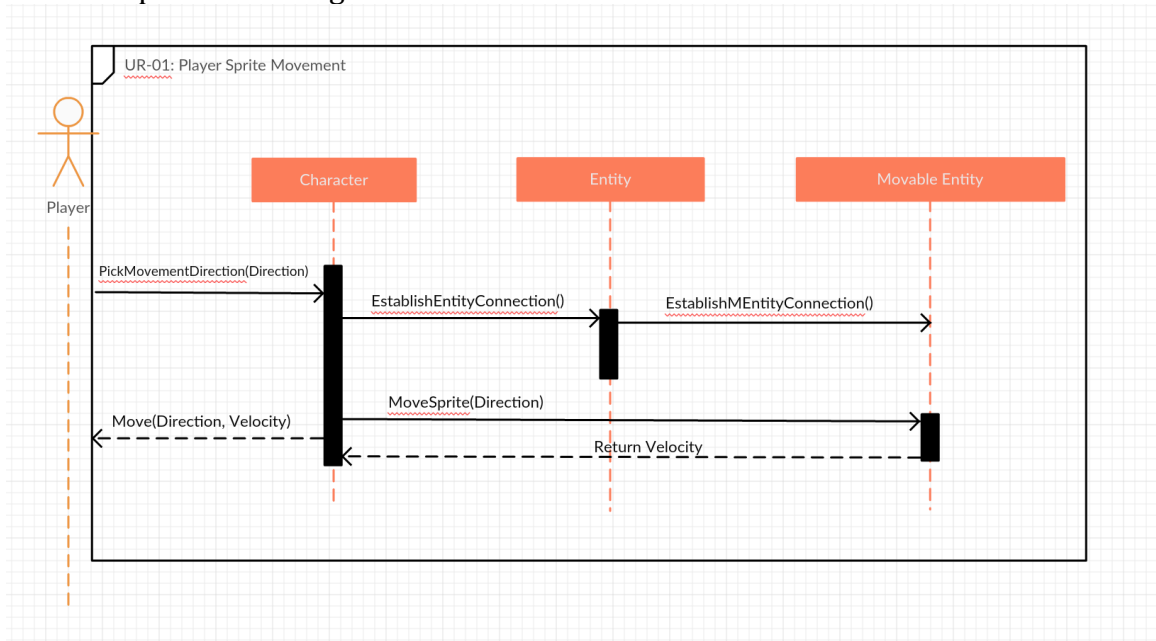 UR-01: Player Sprite Movement
Character
Entity
Movable Entity
Player
PickMovementDirection(Direction)
EstablishEntityConnection()
EstablishMEntityConnection()
MoveSprite(Direction)
Move(Direction, Velocity)
Return Velocity